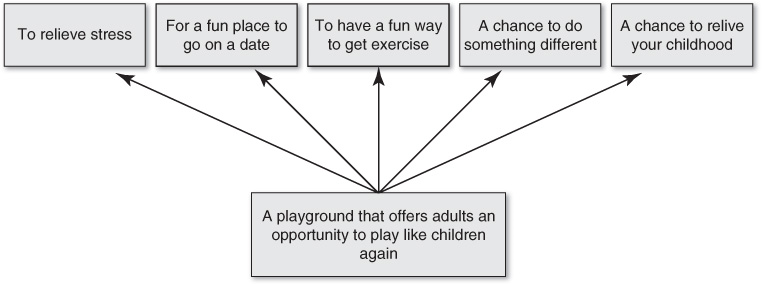 To relieve stress
For a fun place to
go on a date
To have a fun way
to get exercise
A chance to do
something different
A chance to relive
your childhood
A playground that offers adults an
opportunity to play like children
again